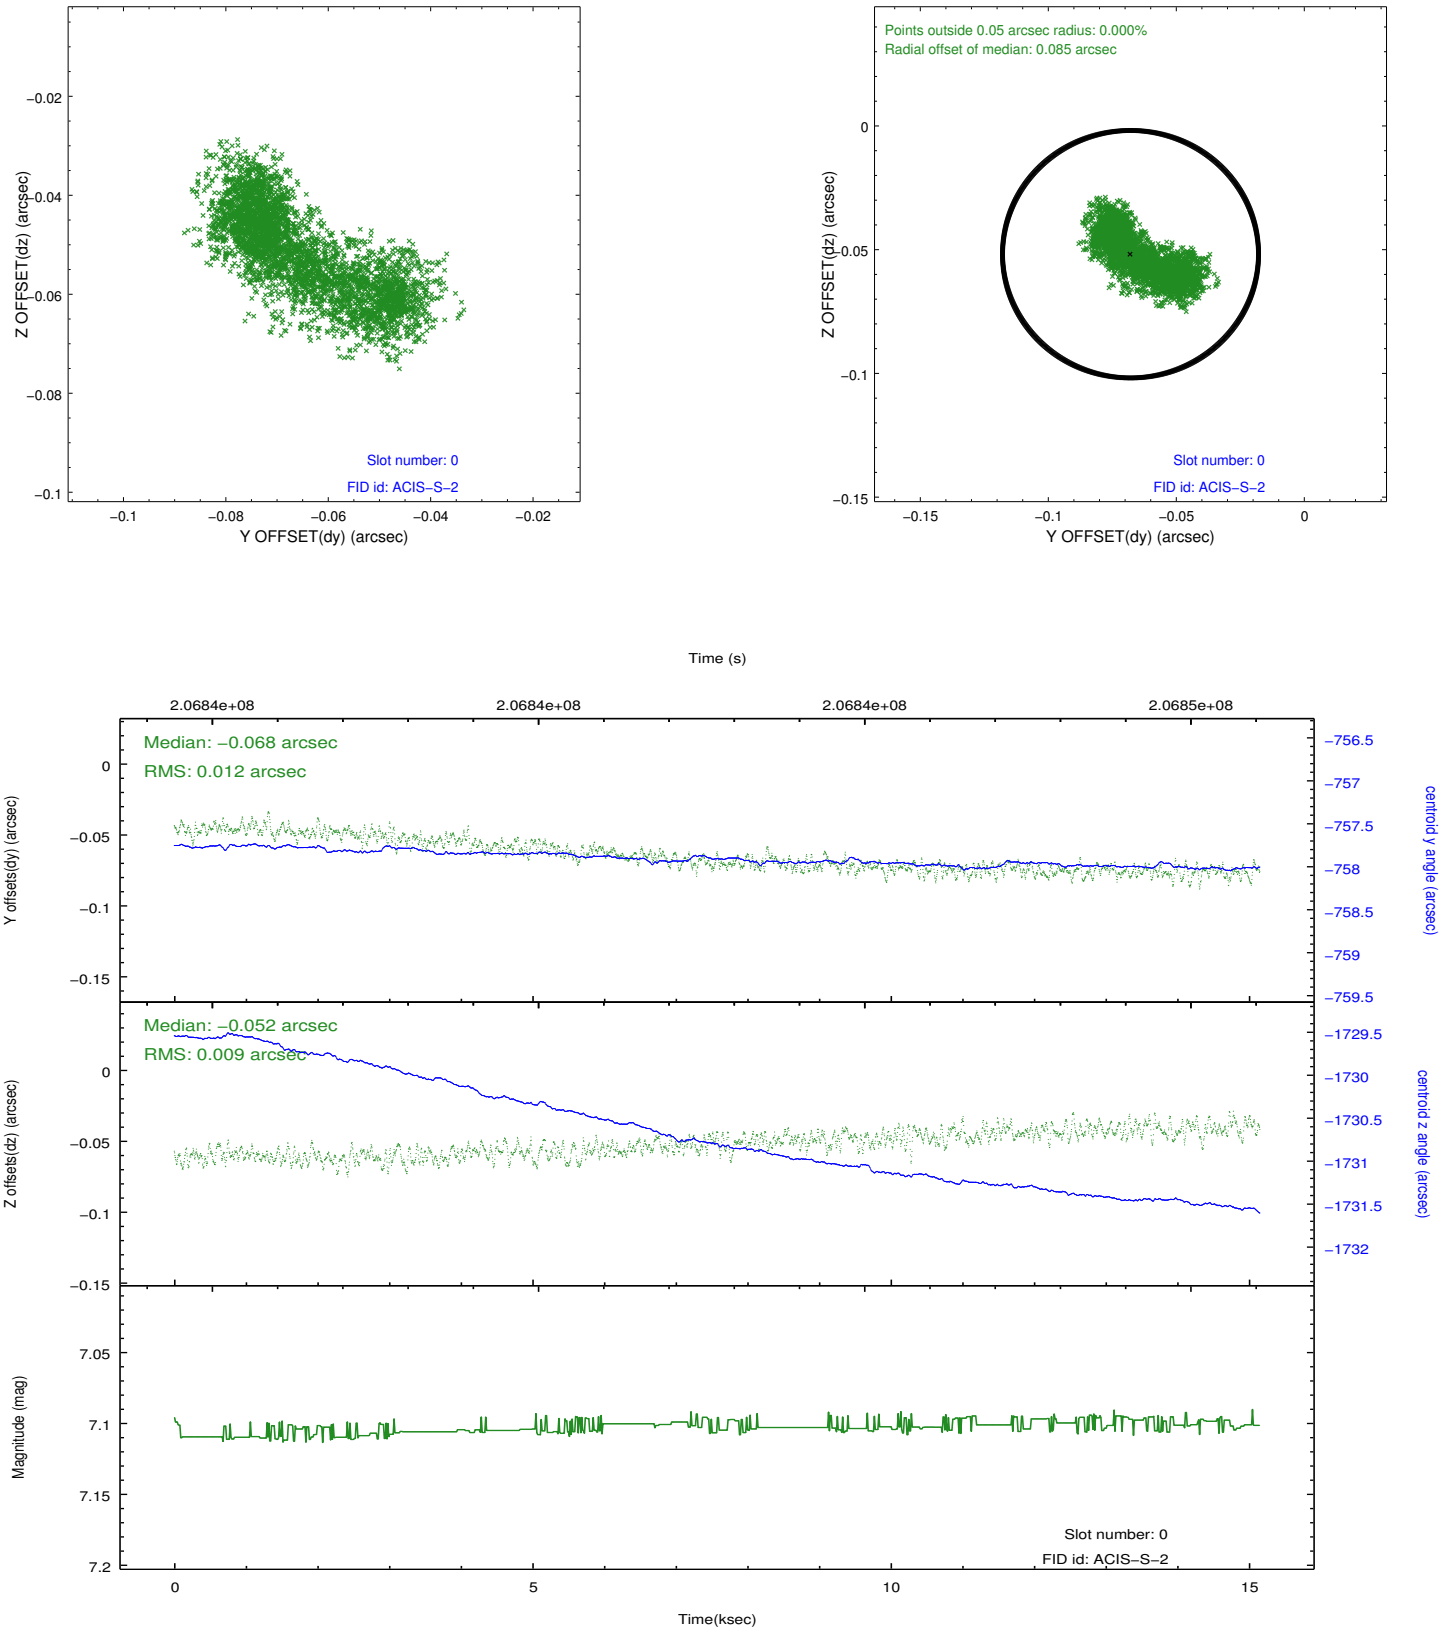 −0.02
−0.04
−0.06
−0.08
−0.1
Z OFFSET(dz) (arcsec)
Slot number: 0
FID id: ACIS−S−2
−0.1 −0.08 −0.06 −0.04 −0.02
Y OFFSET(dy) (arcsec)
Points outside 0.05 arcsec radius: 0.000%
Radial offset of median: 0.085 arcsec
0
−0.05
−0.1
−0.15
Z OFFSET(dz) (arcsec)
Slot number: 0
FID id: ACIS−S−2
−0.15 −0.1 −0.05 0
Y OFFSET(dy) (arcsec)
Time (s)
2.0684e+08 2.0684e+08 2.0684e+08 2.0685e+08
Median: −0.068 arcsec
RMS: 0.012 arcsec
0
−0.05
−0.1
−0.15
Y offsets(dy) (arcsec)
−756.5
−757
−757.5
−758
−758.5
−759
−759.5
centroid y angle (arcsec)
Median: −0.052 arcsec
RMS: 0.009 arcsec
0
−0.05
−0.1
−0.15
Z offsets(dz) (arcsec)
−1729.5
−1730
−1730.5
−1731
−1731.5
−1732
centroid z angle (arcsec)
7.05
7.1
7.15
7.2
Magnitude (mag)
Slot number: 0
FID id: ACIS−S−2
0 5 10 15
Time(ksec)